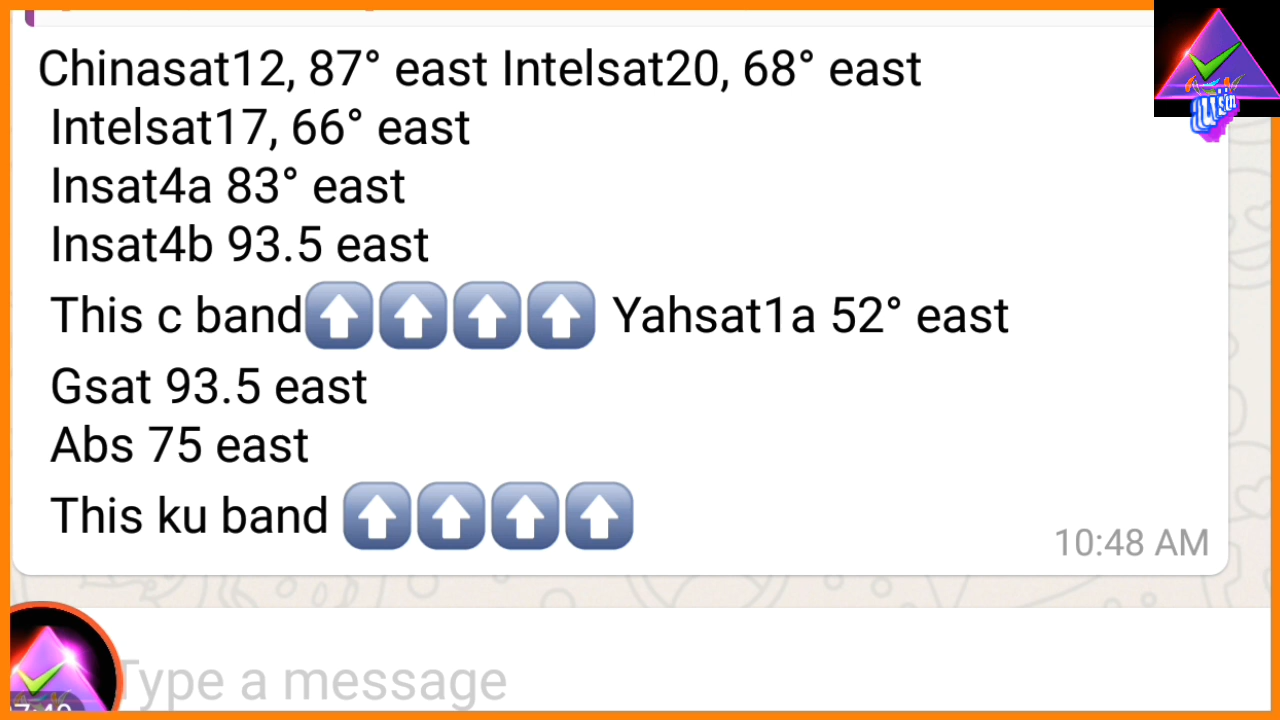 Chinasat12, 87° east Intelsat20, 68° east
Intelsat17, 66° east
Insat4a 83° east
Insat4b 93.5 east
This c band⬆️⬆️⬆️⬆️ Yahsat1a 52° east
Gsat 93.5 east
Abs 75 east
This ku band ⬆️⬆️⬆️⬆️
10:48 AM
Type a message